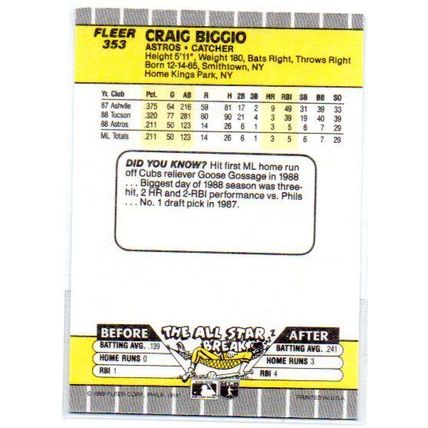 FLEER 353
CRAIG BIGGIO
ASTROS • CATCHER
Height 5'11", Weight 180, Bats Right, Throws Right
Born 12-14-65, Smithtown, NY
Home Kings Park, NY
Yr. Club Pct. G AB R H 2B 3B HR RBI SB BB SO
87 Ashvile .375 64 216 59 81 17 2 9 49 31 39 33
88 Tucson .320 77 281 60 90 21 4 3 41 19 40 39
88 Astros .211 50 123 14 26 6 1 3 5 6 7 29
ML Totals .211 50 123 14 26 6 1 3 5 6 7 29
DID YOU KNOW? Hit first ML home run
off Cubs reliever Goose Gossage in 1988
. . . Biggest day of 1988 season was three-
hit, 2 HR and 2-RBI performance vs. Phils
. . . No. 1 draft pick in 1987.
BEFORE THE ALL STAR BREAK AFTER
BATTING AVG. .139 BATTING AVG. .241
HOME RUNS 0 HOME RUNS 3
RBI 1 RBI 4
© 1989 FLEER CORP., PHILA. 19141 PRINTED IN U.S.A.